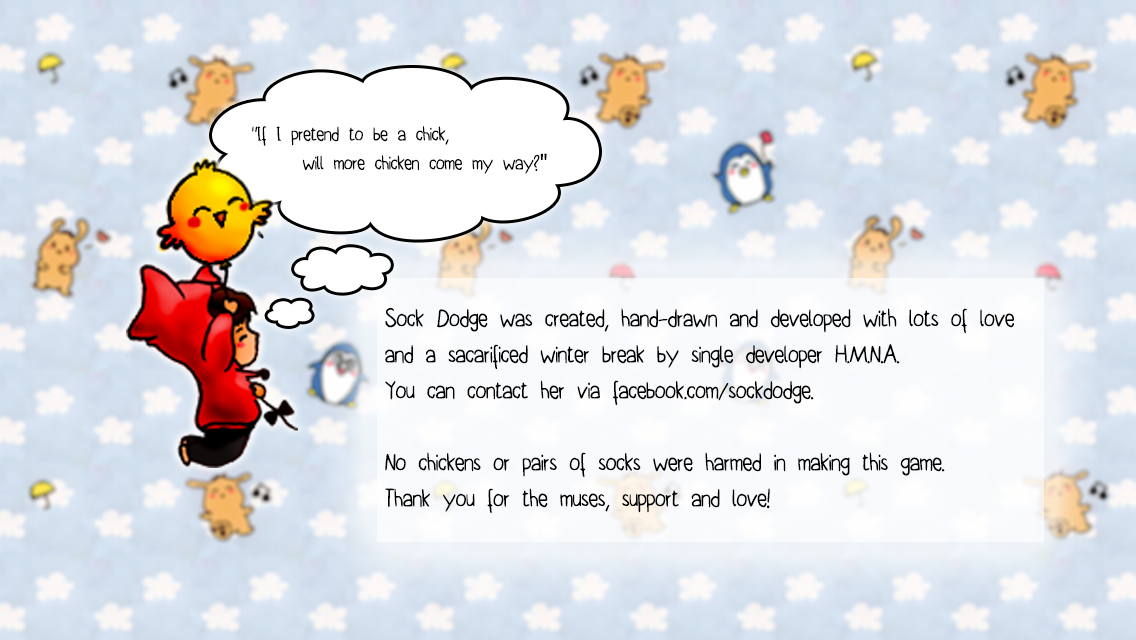 "If I pretend to be a chick,
will more chicken come my way?"
Sock Dodge was created, hand-drawn and developed with lots of love
and a sacarificed winter break by single developer H.M.N.A.
You can contact her via facebook.com/sockdodge.
No chickens or pairs of socks were harmed in making this game.
Thank you for the muses, support and love!